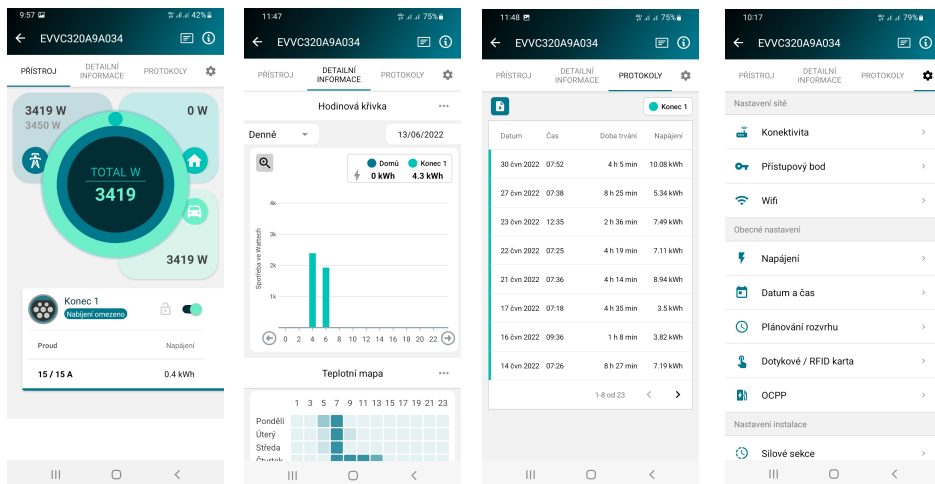 9:57
42%
EVVC320A9A034
PŘÍSTROJ
DETAILNÍ
INFORMACE
PROTOKOLY
3419 W
3450 W
0 W
TOTAL W
3419
3419 W
Konec 1
Nabíjení omezeno
Proud
Napájení
15 / 15 A
0.4 kWh
11:47
75%
EVVC320A9A034
PŘÍSTROJ
DETAILNÍ
INFORMACE
PROTOKOLY
Hodinová křivka
Denně
13/06/2022
Domů
Konec 1
0 kWh
4.3 kWh
Spotřeba ve Wattech
4k
3k
2k
1k
0 2 4 6 8 10 12 14 16 18 20 22
Teplotní mapa
1 3 5 7 9 11 13 15 17 19 21 23
Pondělí
Úterý
Středa
Čtvrtek
11:48
75%
EVVC320A9A034
PŘÍSTROJ
DETAILNÍ
INFORMACE
PROTOKOLY
Konec 1
Datum Čas Doba trvání Napájení
30 čvn 2022 07:52 4 h 5 min 10.08 kWh
27 čvn 2022 07:38 8 h 25 min 5.34 kWh
23 čvn 2022 12:35 2 h 36 min 7.49 kWh
22 čvn 2022 07:25 4 h 19 min 7.11 kWh
21 čvn 2022 07:36 4 h 14 min 8.94 kWh
17 čvn 2022 07:18 4 h 35 min 3.5 kWh
16 čvn 2022 09:36 1 h 8 min 3.82 kWh
14 čvn 2022 07:26 8 h 27 min 7.19 kWh
1-8 od 23
10:17
79%
EVVC320A9A034
PŘÍSTROJ
DETAILNÍ
INFORMACE
PROTOKOLY
Nastavení sítě
Konektivita
Přístupový bod
Wifi
Obecné nastavení
Napájení
Datum a čas
Plánování rozvrhu
Dotykové / RFID karta
OCPP
Nastavení instalace
Silové sekce